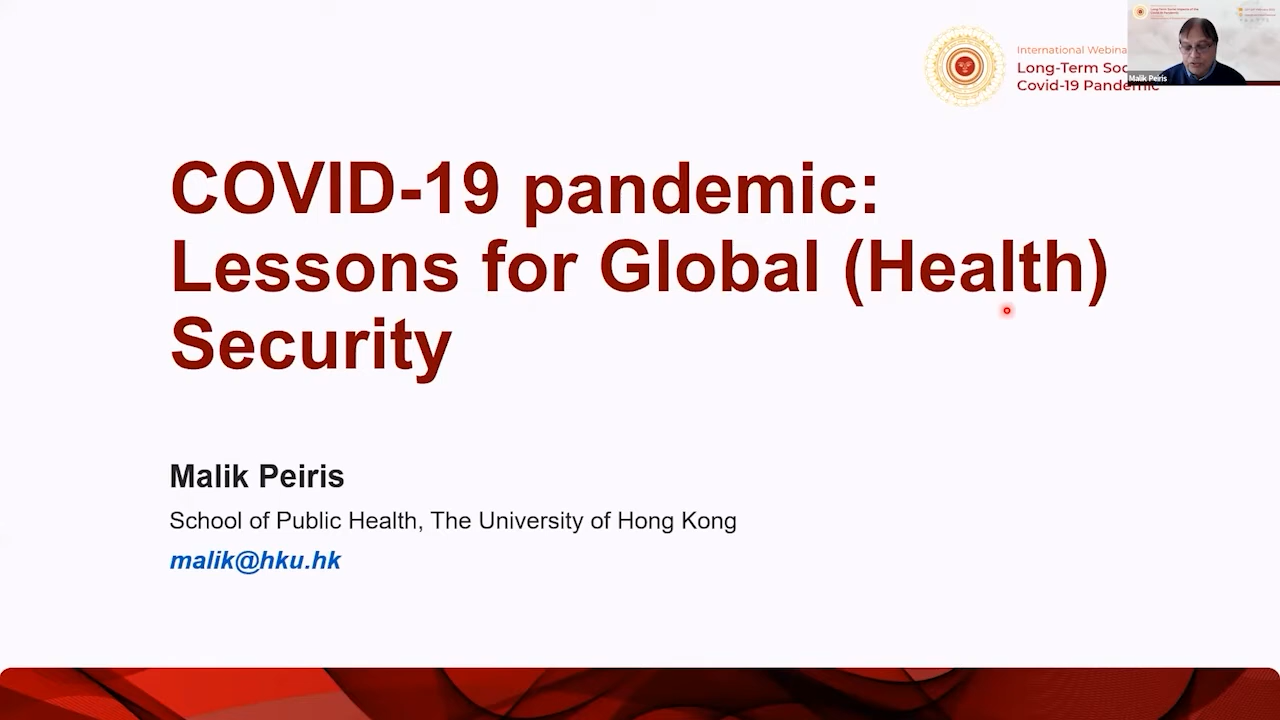 International Webina
Long-Term Soc
Covid-19 Pandemic
Malik Peiris
COVID-19 pandemic:
Lessons for Global (Health)
Security
Malik Peiris
School of Public Health, The University of Hong Kong
malik@hku.hk